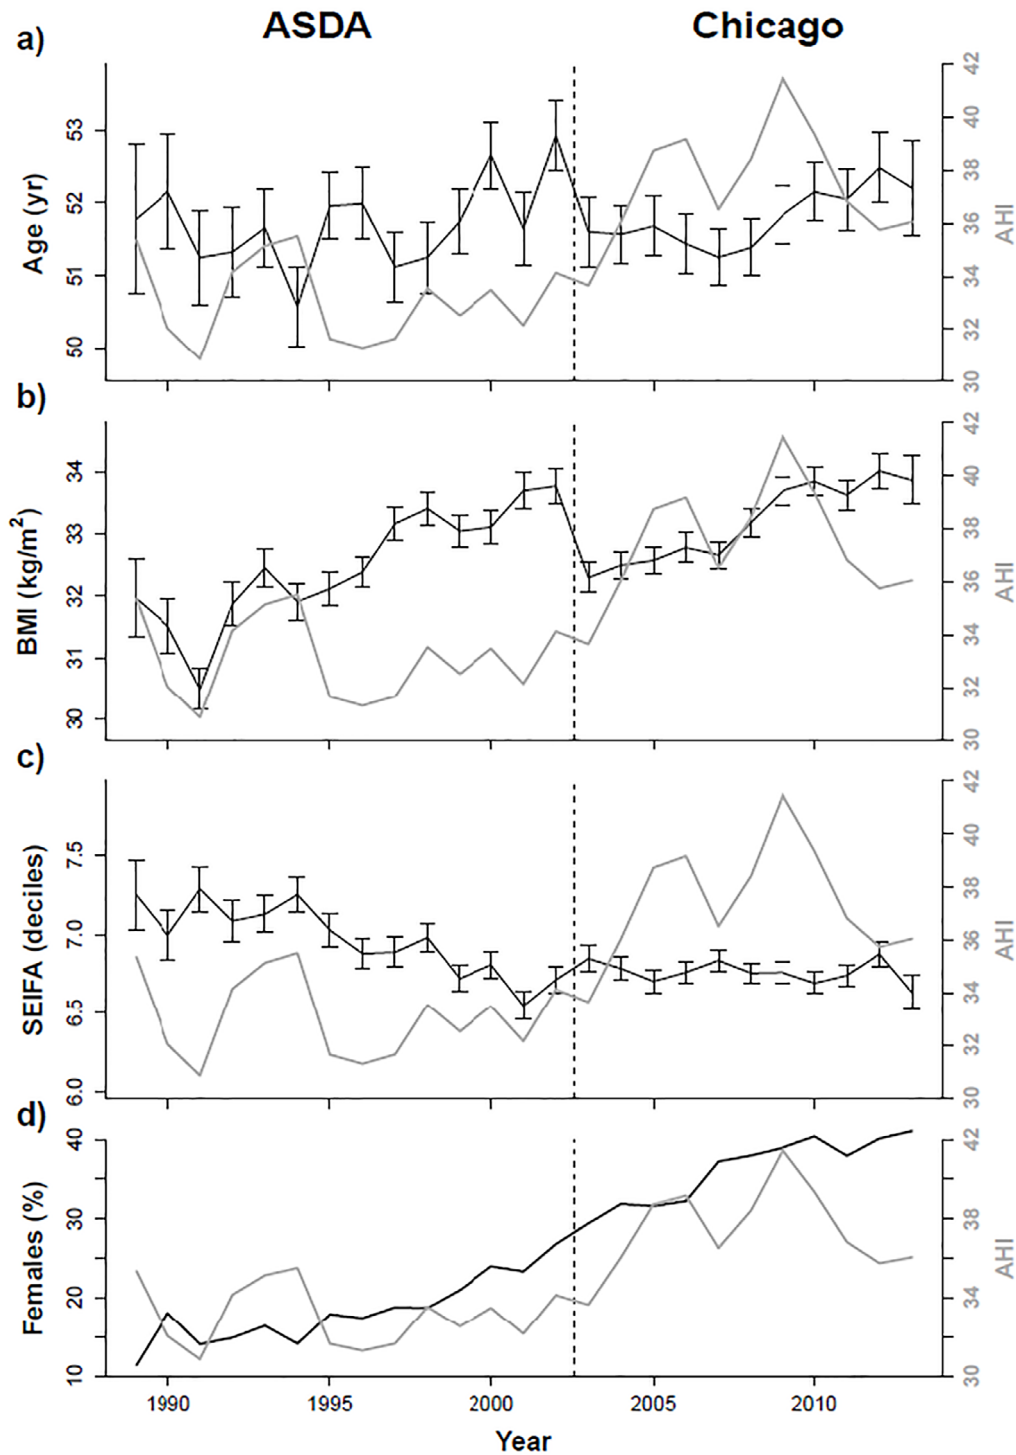 ASDA Chicago
a)
Age (yr)
53
52
51
50
42
40
38
36
34
32
30
AHI
b)
BMI (kg/m²)
34
33
32
31
30
42
40
38
36
34
32
30
AHI
c)
SEIFA (deciles)
7.5
7.0
6.5
6.0
42
40
38
36
34
32
30
AHI
d)
Females (%)
40
30
20
10
42
38
34
30
AHI
1990 1995 2000 2005 2010
Year